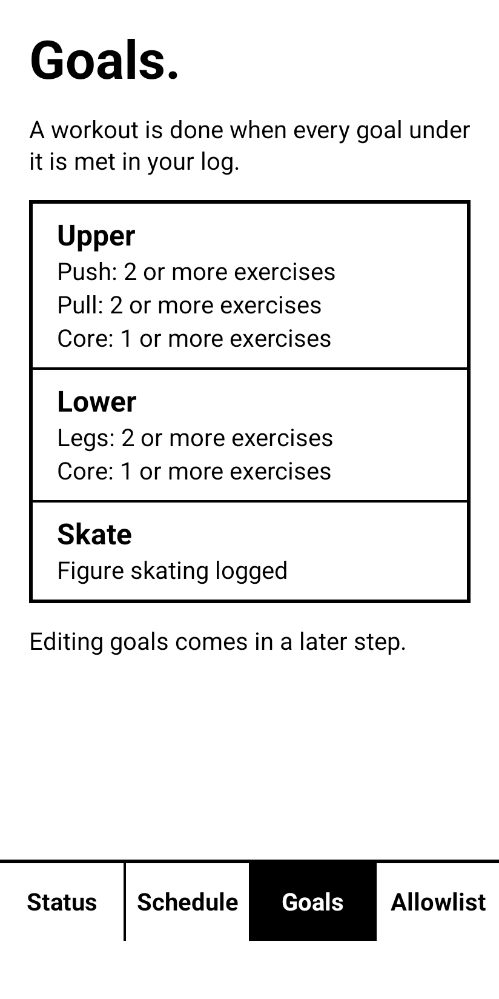 Goals.
A workout is done when every goal under
it is met in your log.
Upper
Push: 2 or more exercises
Pull: 2 or more exercises
Core: 1 or more exercises
Lower
Legs: 2 or more exercises
Core: 1 or more exercises
Skate
Figure skating logged
Editing goals comes in a later step.
Status Schedule Goals Allowlist